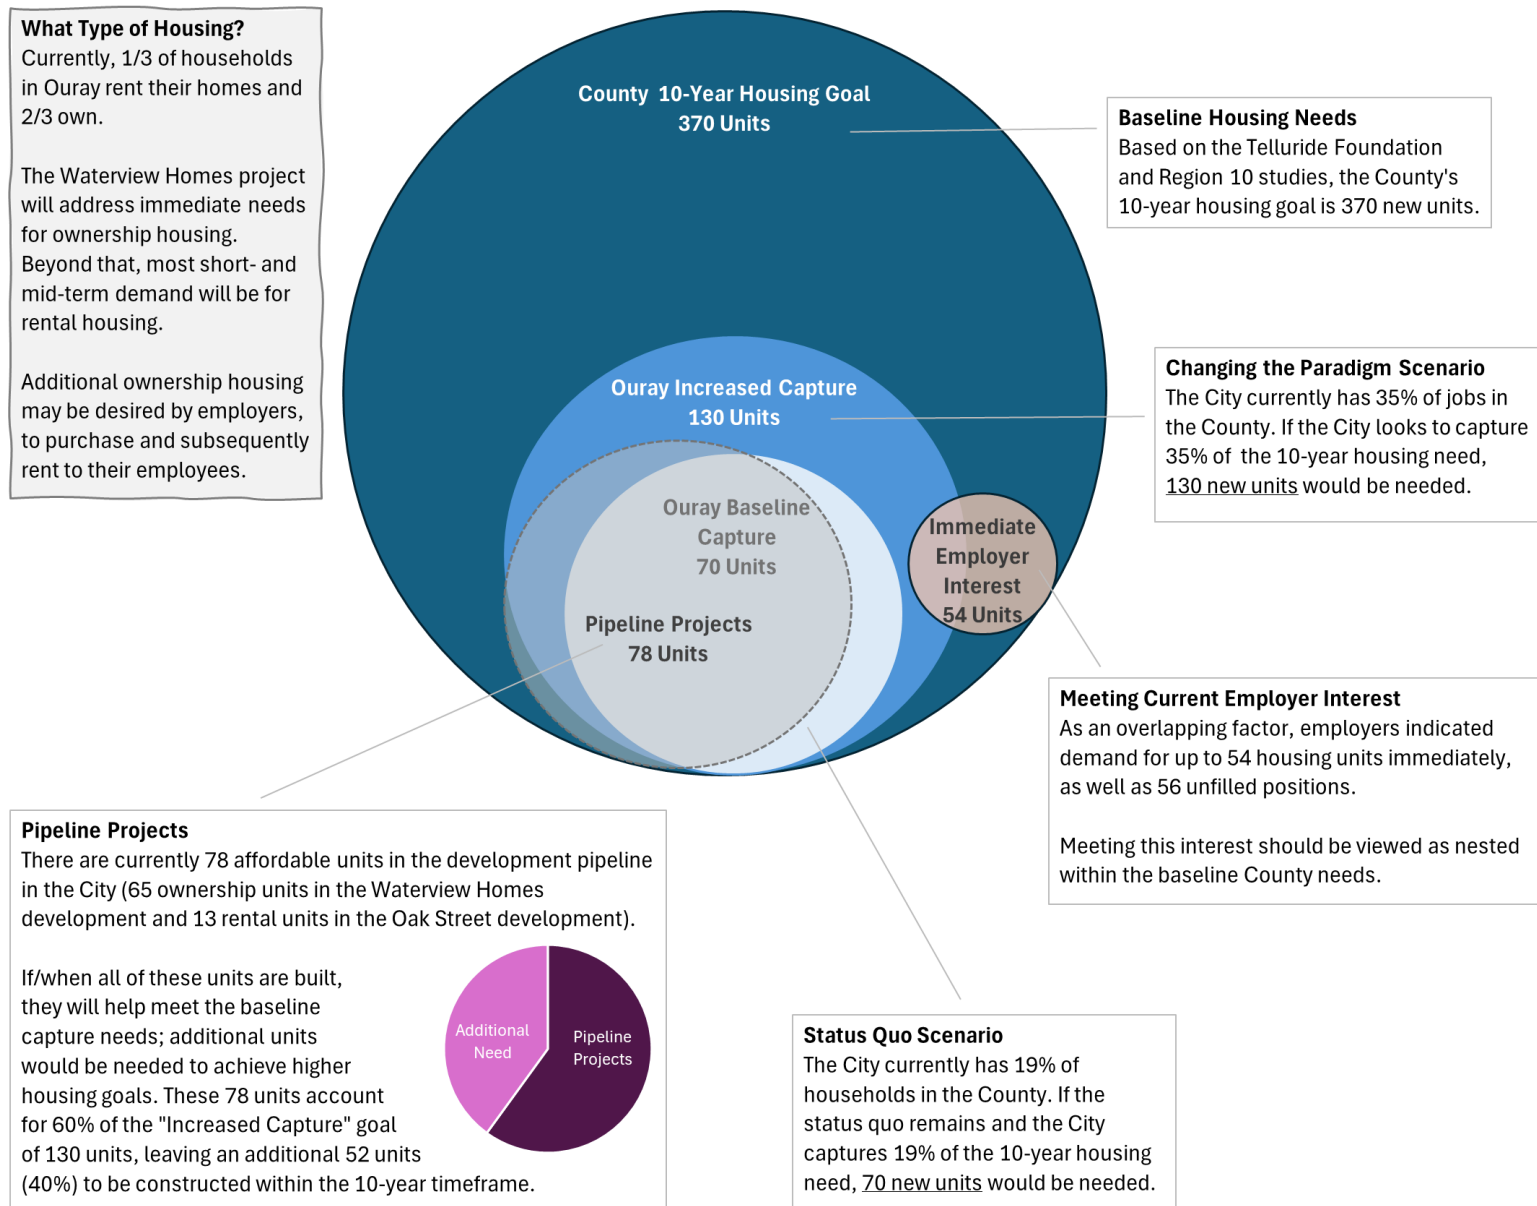 What Type of Housing?
Currently, 1/3 of households
in Ouray rent their homes and
2/3 own.
The Waterview Homes project
will address immediate needs
for ownership housing.
Beyond that, most short- and
mid-term demand will be for
rental housing.
Additional ownership housing
may be desired by employers,
to purchase and subsequently
rent to their employees.
County 10-Year Housing Goal
370 Units
Baseline Housing Needs
Based on the Telluride Foundation
and Region 10 studies, the County's
10-year housing goal is 370 new units.
Ouray Increased Capture
130 Units
Changing the Paradigm Scenario
The City currently has 35% of jobs in
the County. If the City looks to capture
35% of the 10-year housing need,
130 new units would be needed.
Ouray Baseline
Capture
70 Units
Immediate
Employer
Interest
54 Units
Pipeline Projects
78 Units
Meeting Current Employer Interest
As an overlapping factor, employers indicated
demand for up to 54 housing units immediately,
as well as 56 unfilled positions.
Meeting this interest should be viewed as nested
within the baseline County needs.
Pipeline Projects
There are currently 78 affordable units in the development pipeline
in the City (65 ownership units in the Waterview Homes
development and 13 rental units in the Oak Street development).
If/when all of these units are built,
they will help meet the baseline
capture needs; additional units
would be needed to achieve higher
housing goals. These 78 units account
for 60% of the "Increased Capture" goal
of 130 units, leaving an additional 52 units
(40%) to be constructed within the 10-year timeframe.
Additional
Need
Pipeline
Projects
Status Quo Scenario
The City currently has 19% of
households in the County. If the
status quo remains and the City
captures 19% of the 10-year housing
need, 70 new units would be needed.